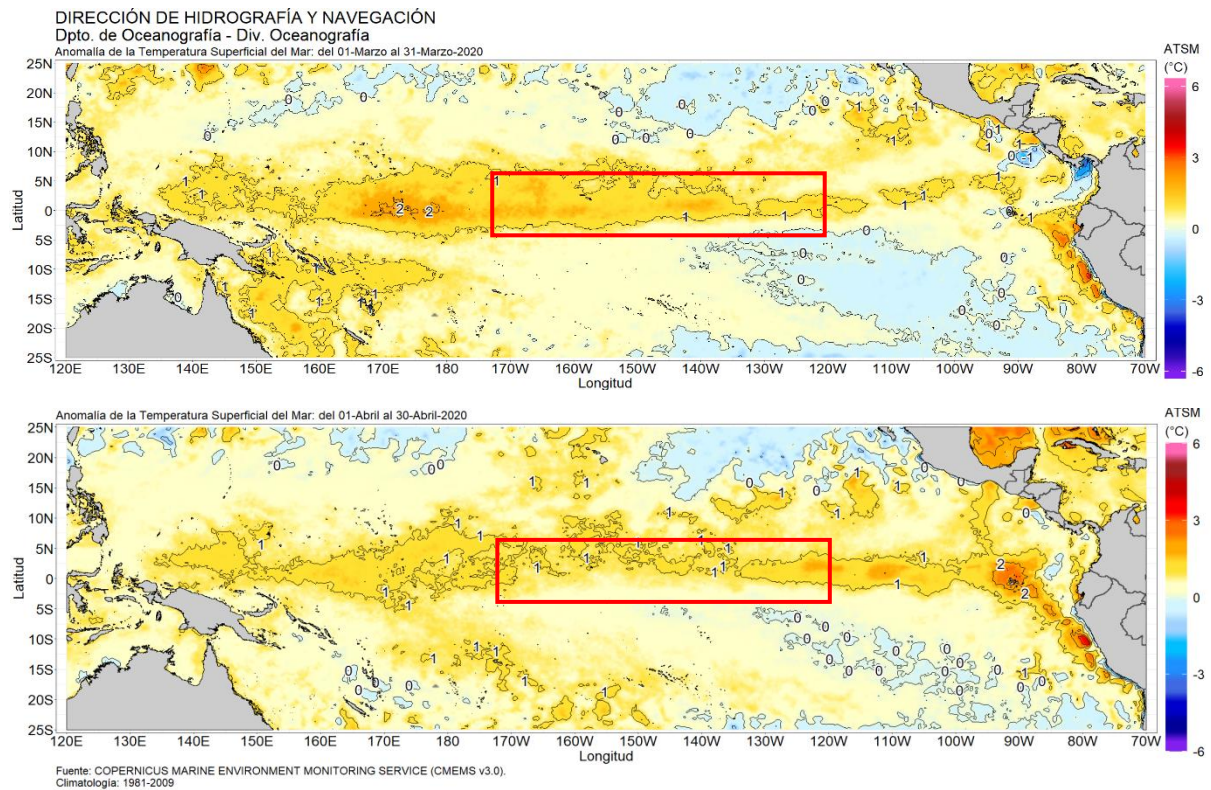 DIRECCIÓN DE HIDROGRAFÍA Y NAVEGACIÓN
Dpto. de Oceanografía - Div. Oceanografía
Anomalía de la Temperatura Superficial del Mar: del 01-Marzo al 31-Marzo-2020
ATSM
(°C)
25N
20N
15N
10N
5N
0
5S
10S
15S
20S
25S
Latitud
6
3
0
-3
-6
120E 130E 140E 150E 160E 170E 180E 170W 160W 150W 140W 130W 120W 110W 100W 90W 80W 70W
Longitud
Anomalía de la Temperatura Superficial del Mar: del 01-Abril al 30-Abril-2020
ATSM
(°C)
25N
20N
15N
10N
5N
0
5S
10S
15S
20S
25S
Latitud
6
3
0
-3
-6
120E 130E 140E 150E 160E 170E 180E 170W 160W 150W 140W 130W 120W 110W 100W 90W 80W 70W
Longitud
Fuente: COPERNICUS MARINE ENVIRONMENT MONITORING SERVICE (CMEMS v3.0).
Climatología: 1981-2009